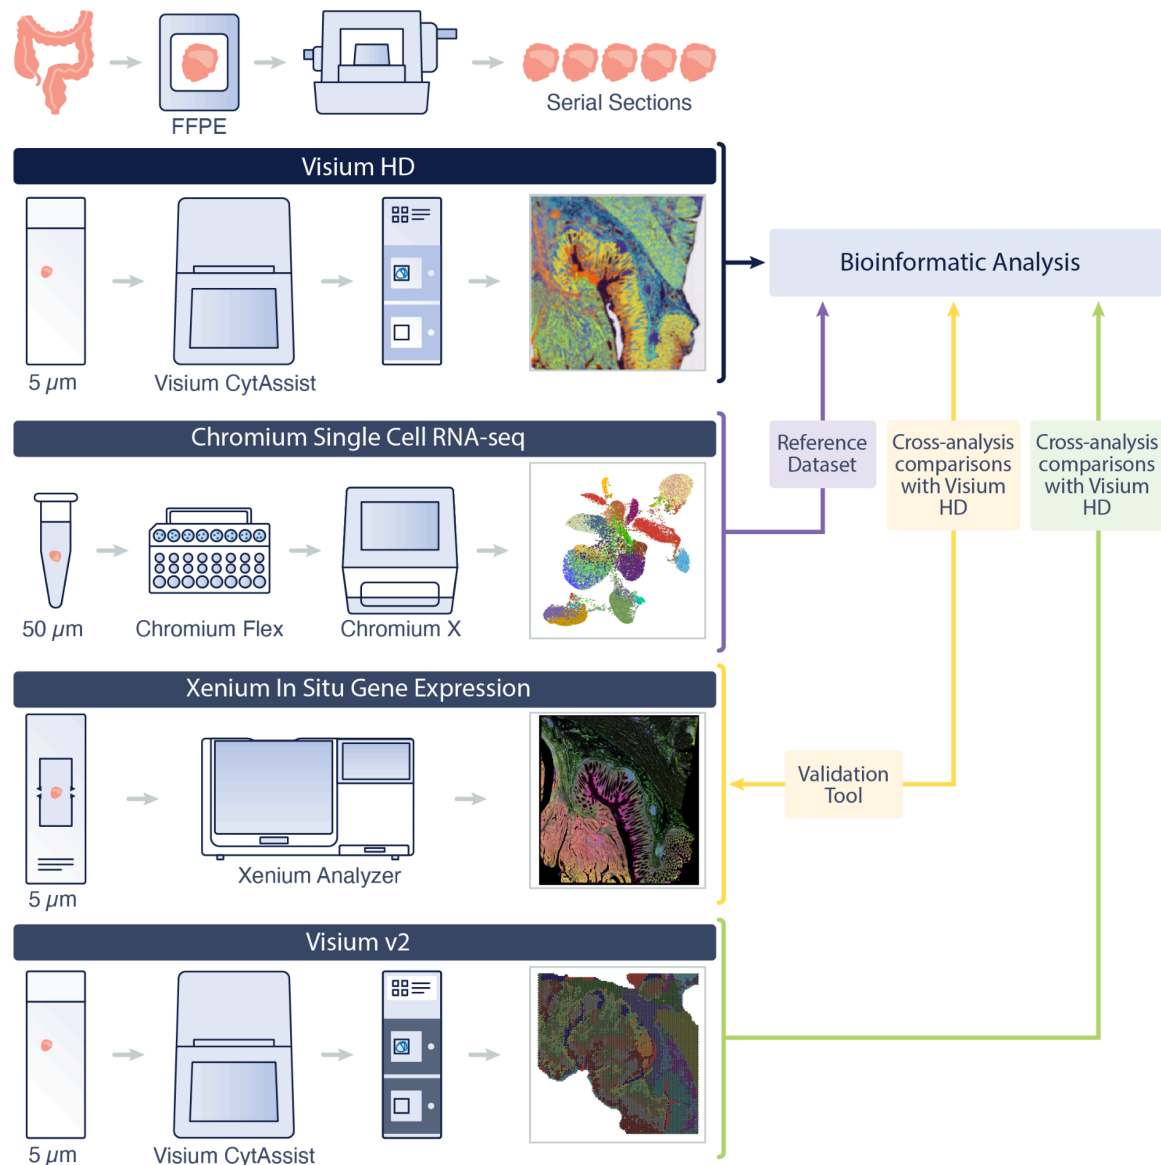 FFPE
Serial Sections
Visium HD
5 µm
Visium CytAssist
Bioinformatic Analysis
Chromium Single Cell RNA-seq
50 µm
Chromium Flex
Chromium X
Reference
Dataset
Cross-analysis
comparisons
with Visium
HD
Cross-analysis
comparisons
with Visium
HD
Xenium In Situ Gene Expression
5 µm
Xenium Analyzer
Validation
Tool
Visium v2
5 µm
Visium CytAssist